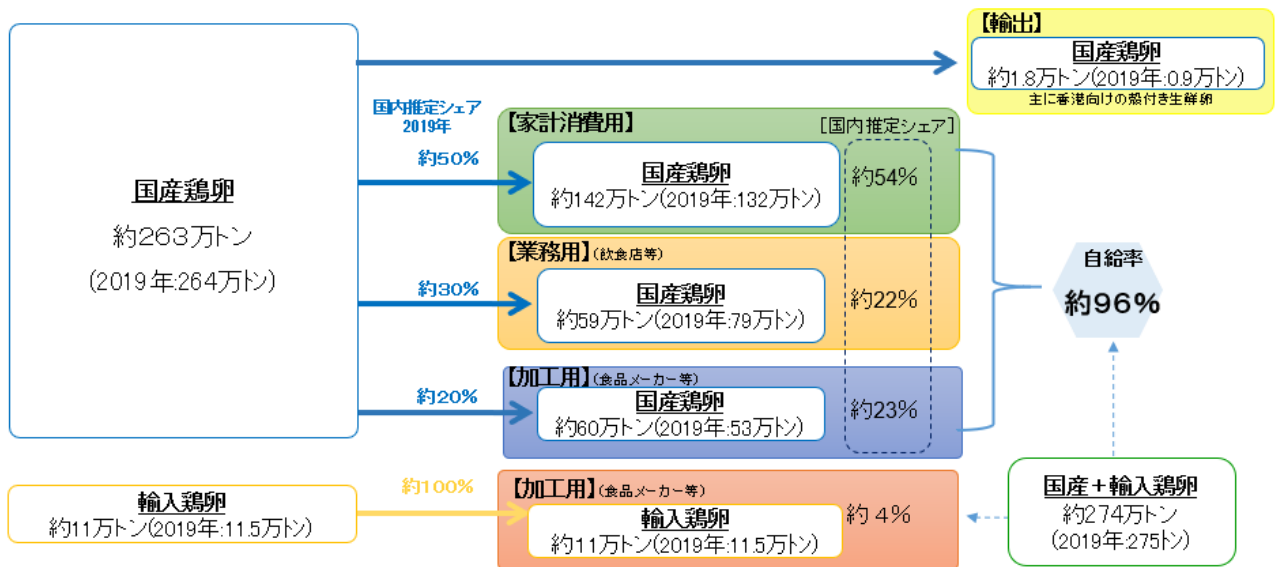 【輸出】
国産鶏卵
約1.8万トン(2019年:0.9万トン)
主に香港向けの殻付き生鮮卵
国産鶏卵
約263万トン
(2019年:264万トン)
国内推定シェア
2019年
約50%
【家計消費用】
[国内推定シェア]
国産鶏卵
約142万トン(2019年:132万トン)
約54%
約30%
【業務用】(飲食店等)
国産鶏卵
約59万トン(2019年:79万トン)
約22%
約20%
【加工用】(食品メーカー等)
国産鶏卵
約60万トン(2019年:53万トン)
約23%
自給率
約96%
輸入鶏卵
約11万トン(2019年:11.5万トン)
約100%
【加工用】(食品メーカー等)
輸入鶏卵
約11万トン(2019年:11.5万トン)
約4%
国産+輸入鶏卵
約274万トン
(2019年:275トン)